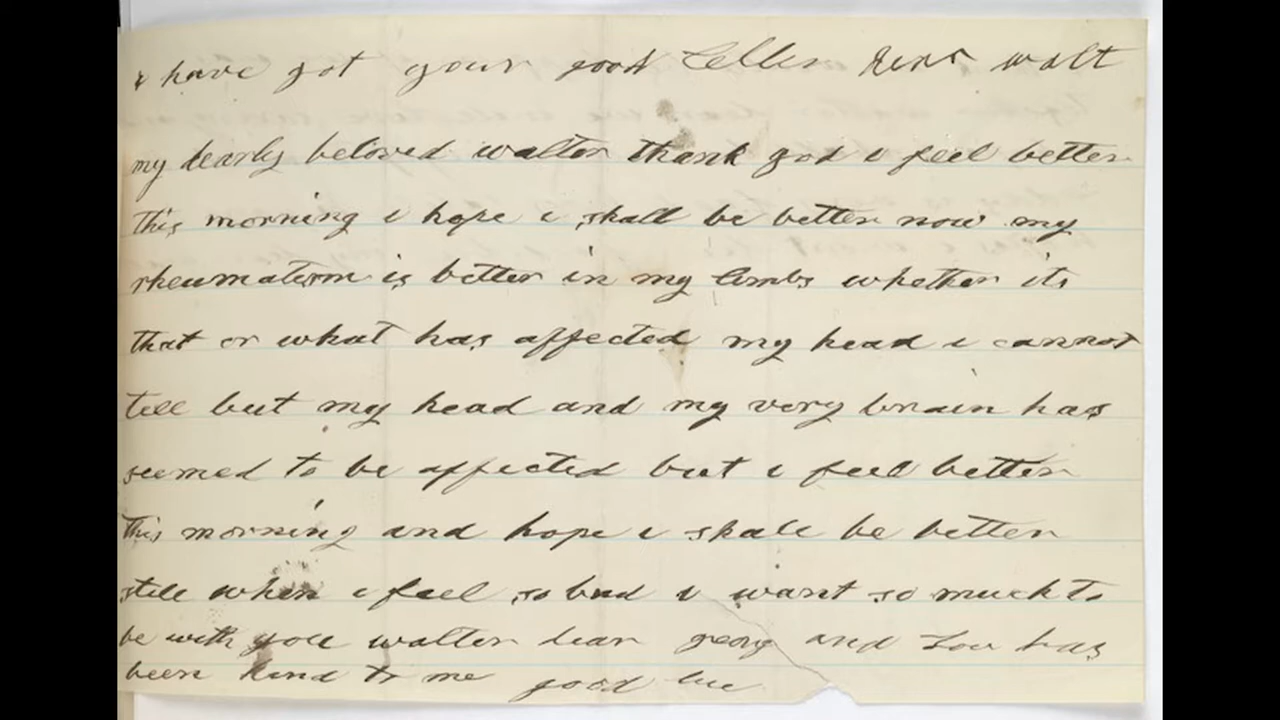 i have got your good letter dear walt
my dearly beloved walter thank god i feel better
this morning i hope i shall be better now my
rheumatism is better in my limbs whether its
that or what has affected my head i cannot
tell but my head and my very brain has
seemed to be affected but i feel better
this morning and hope i shall be better
still when i feel so bad i want so much to
be with you walter dear georg and Lou has
been kind to me good bie